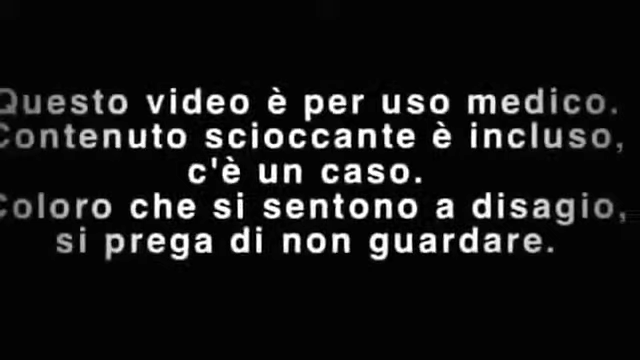 Questo video è per uso medico.
Contenuto scioccante è incluso,
c'è un caso.
Coloro che si sentono a disagio,
si prega di non guardare.